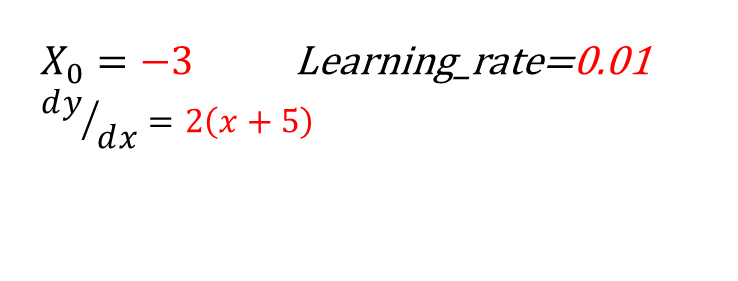 X₀ = −3 Learning_rate=0.01
dy/dx = 2(x + 5)